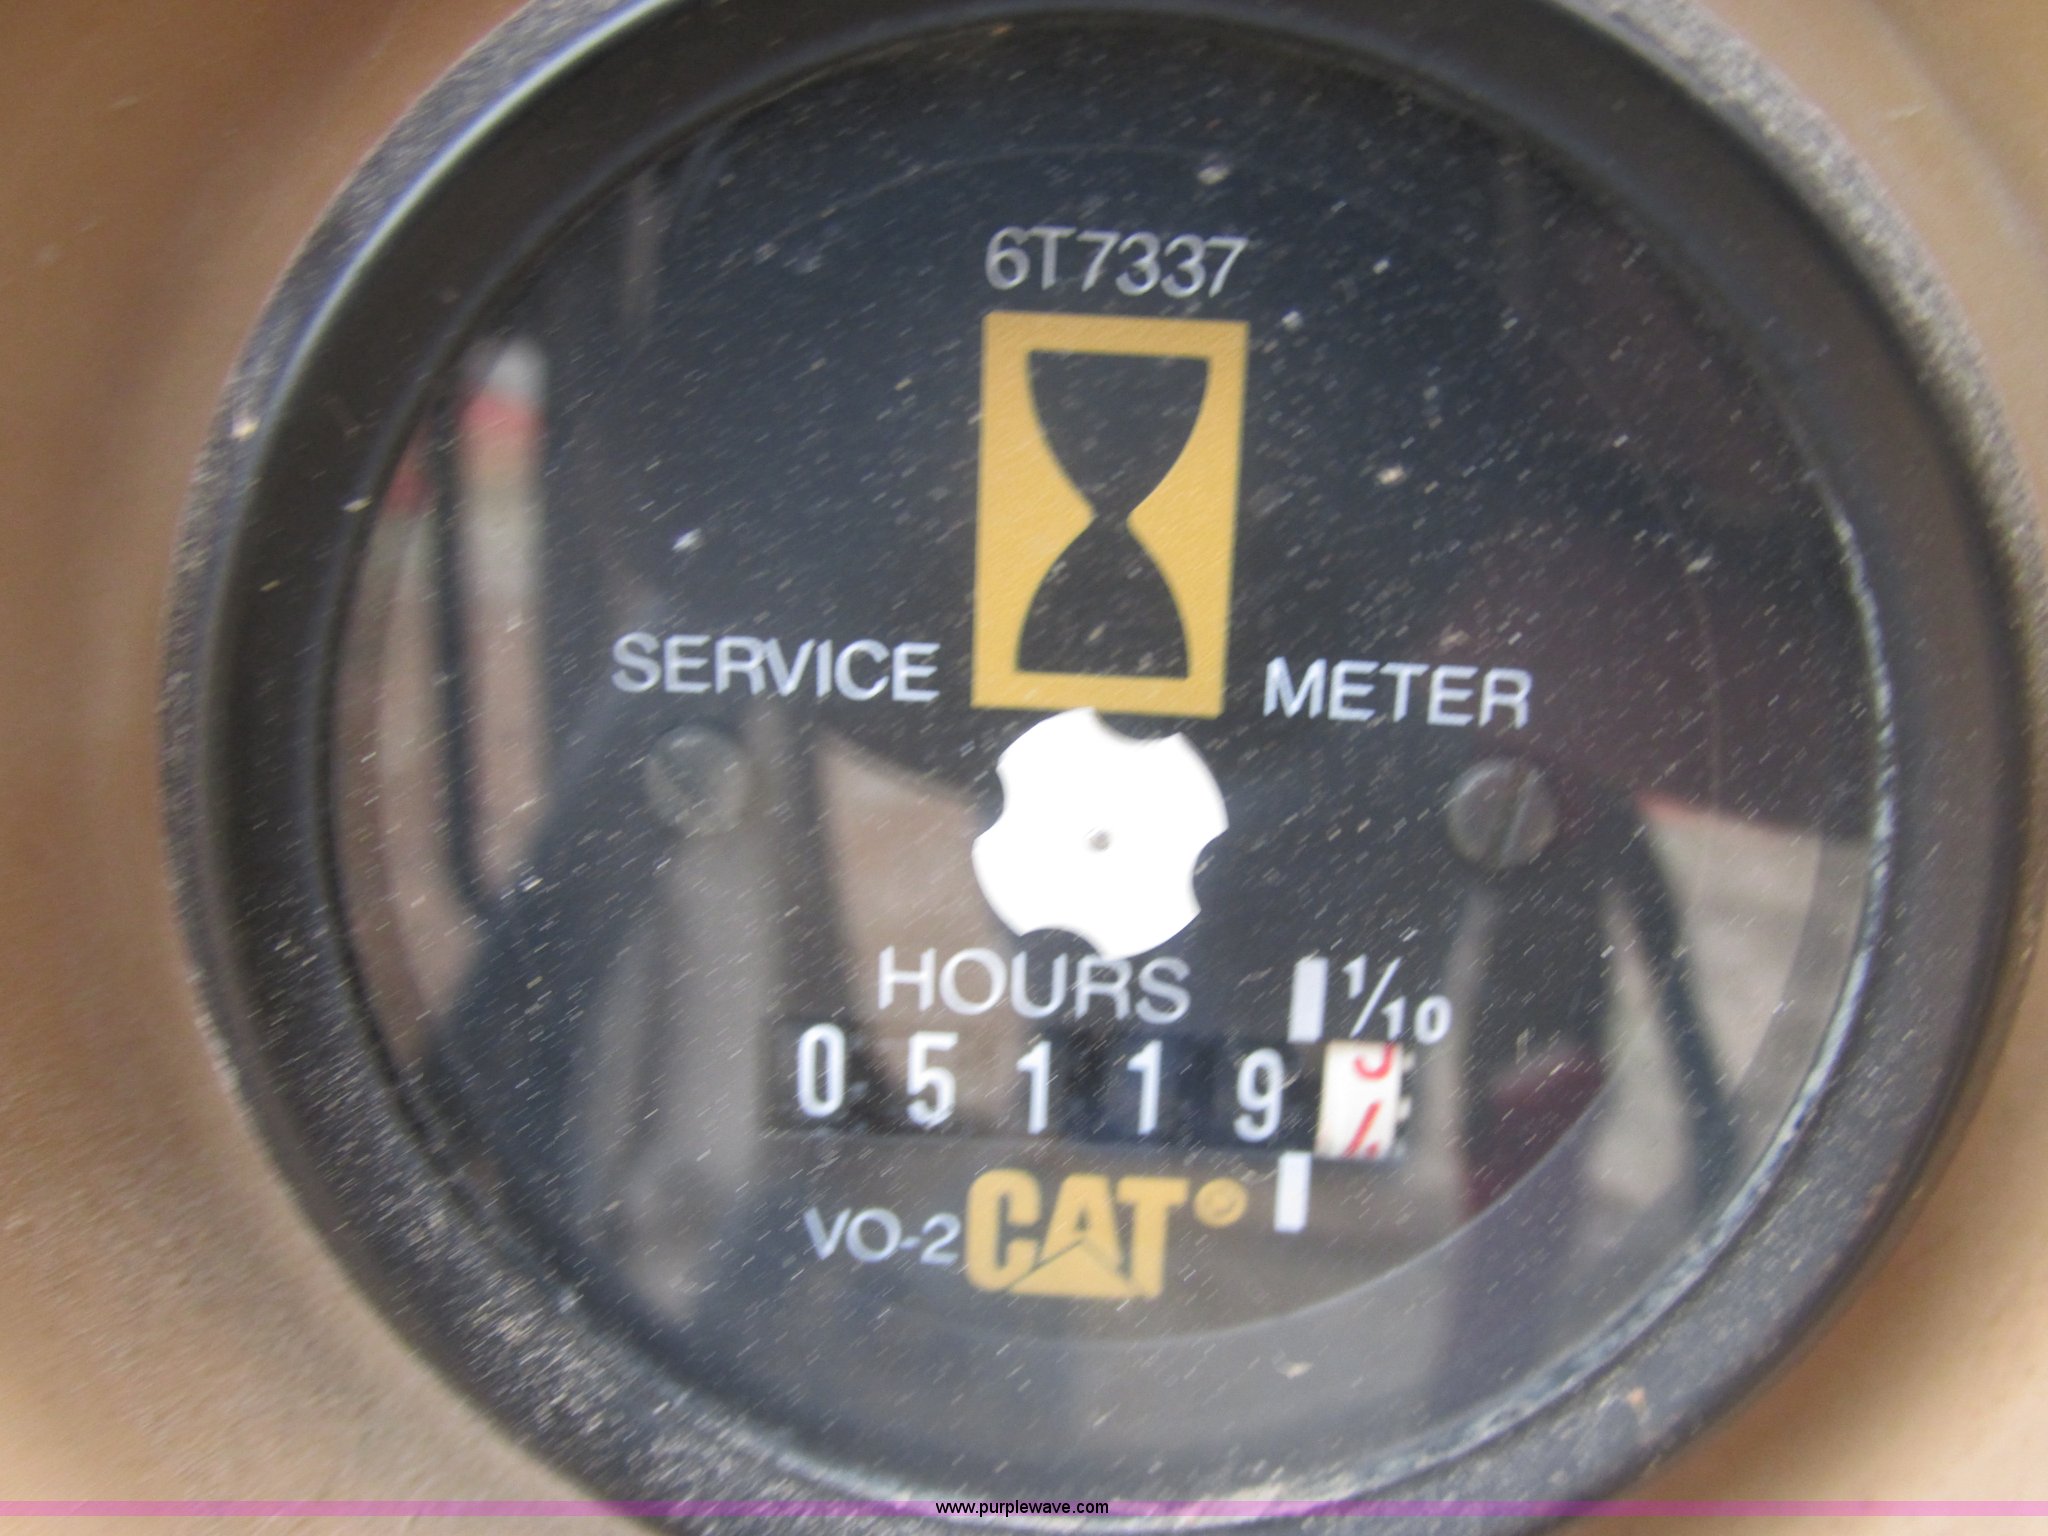 6T7337
SERVICE METER
HOURS 1/10
05119
VO-2 CAT
www.purplewave.com